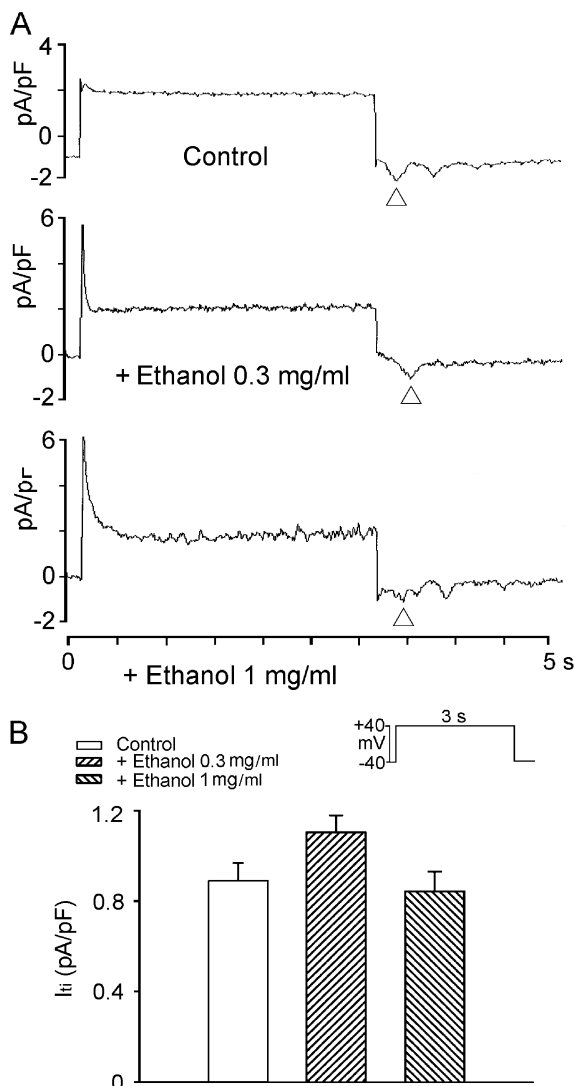 A
4
pA/pF
0
-2
Control
6
pA/pF
0
-2
+ Ethanol 0.3 mg/ml
6
0
-2
0
5 s
+ Ethanol 1 mg/ml
B
Control
+ Ethanol 0.3 mg/ml
+ Ethanol 1 mg/ml
3 s
+40
mV
-40
1.2
0.8
0.4
0
Iti (pA/pF)